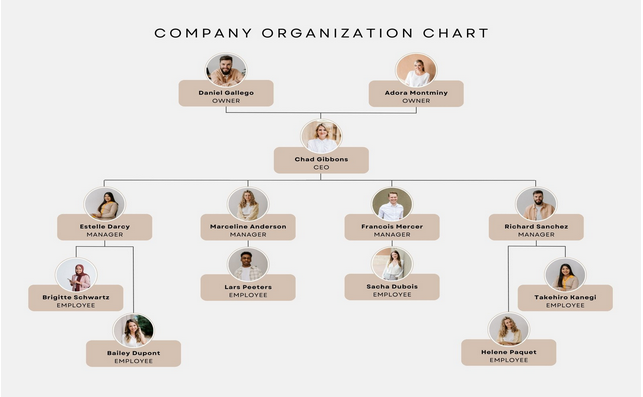 COMPANY ORGANIZATION CHART
Daniel Gallego
OWNER
Adora Montminy
OWNER
Chad Gibbons
CEO
Estelle Darcy
MANAGER
Marceline Anderson
MANAGER
Francois Mercer
MANAGER
Richard Sanchez
MANAGER
Brigitte Schwartz
EMPLOYEE
Lars Peeters
EMPLOYEE
Sacha Dubois
EMPLOYEE
Takehiro Kanegi
EMPLOYEE
Bailey Dupont
EMPLOYEE
Helene Paquet
EMPLOYEE